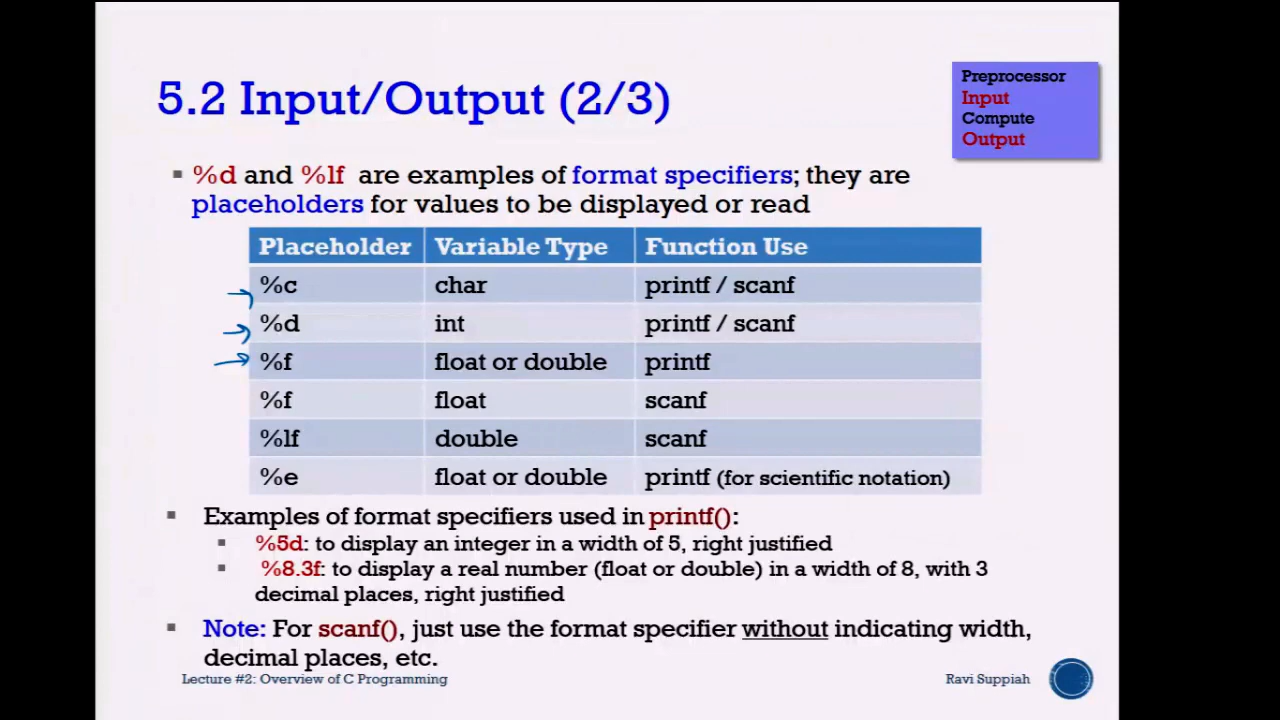 5.2 Input/Output (2/3)
Preprocessor
Input
Compute
Output
▪ %d and %lf are examples of format specifiers; they are
placeholders for values to be displayed or read
Placeholder Variable Type Function Use
%c char printf / scanf
%d int printf / scanf
%f float or double printf
%f float scanf
%lf double scanf
%e float or double printf (for scientific notation)
▪ Examples of format specifiers used in printf():
▪ %5d: to display an integer in a width of 5, right justified
▪ %8.3f: to display a real number (float or double) in a width of 8, with 3
decimal places, right justified
▪ Note: For scanf(), just use the format specifier without indicating width,
decimal places, etc.
Lecture #2: Overview of C Programming
Ravi Suppiah